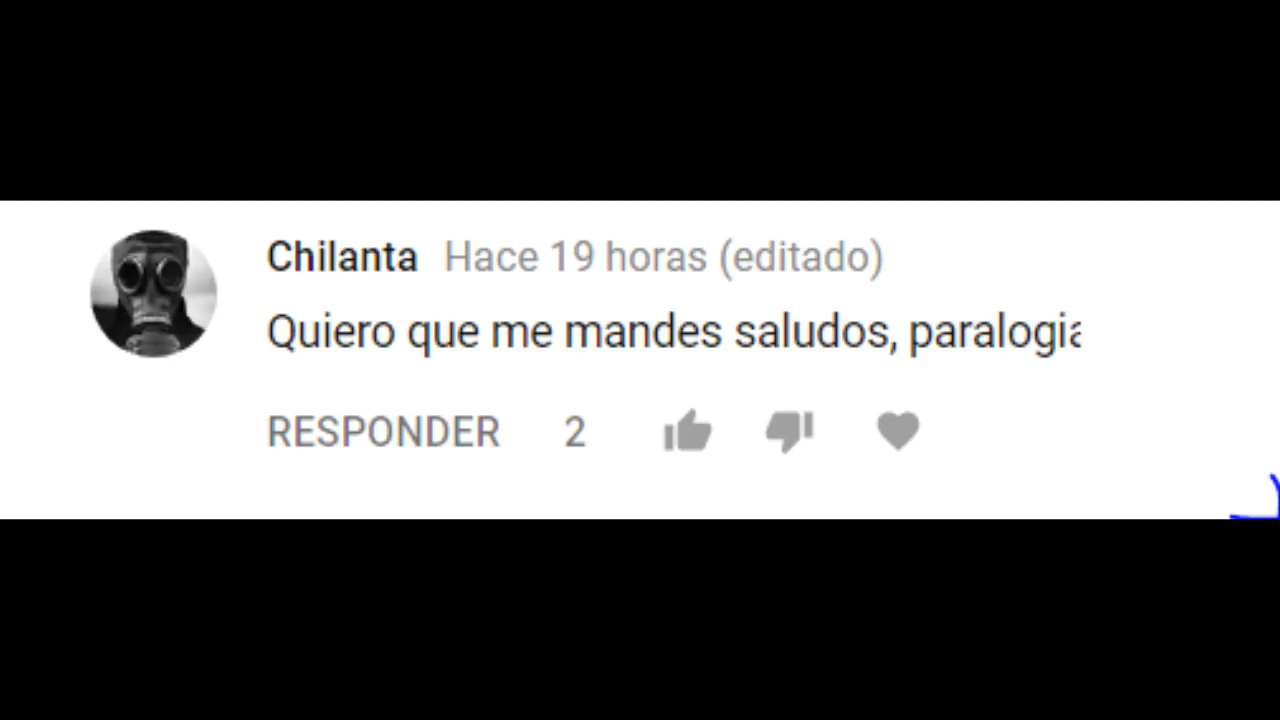 Chilanta Hace 19 horas (editado)
Quiero que me mandes saludos, paralogia
RESPONDER 2